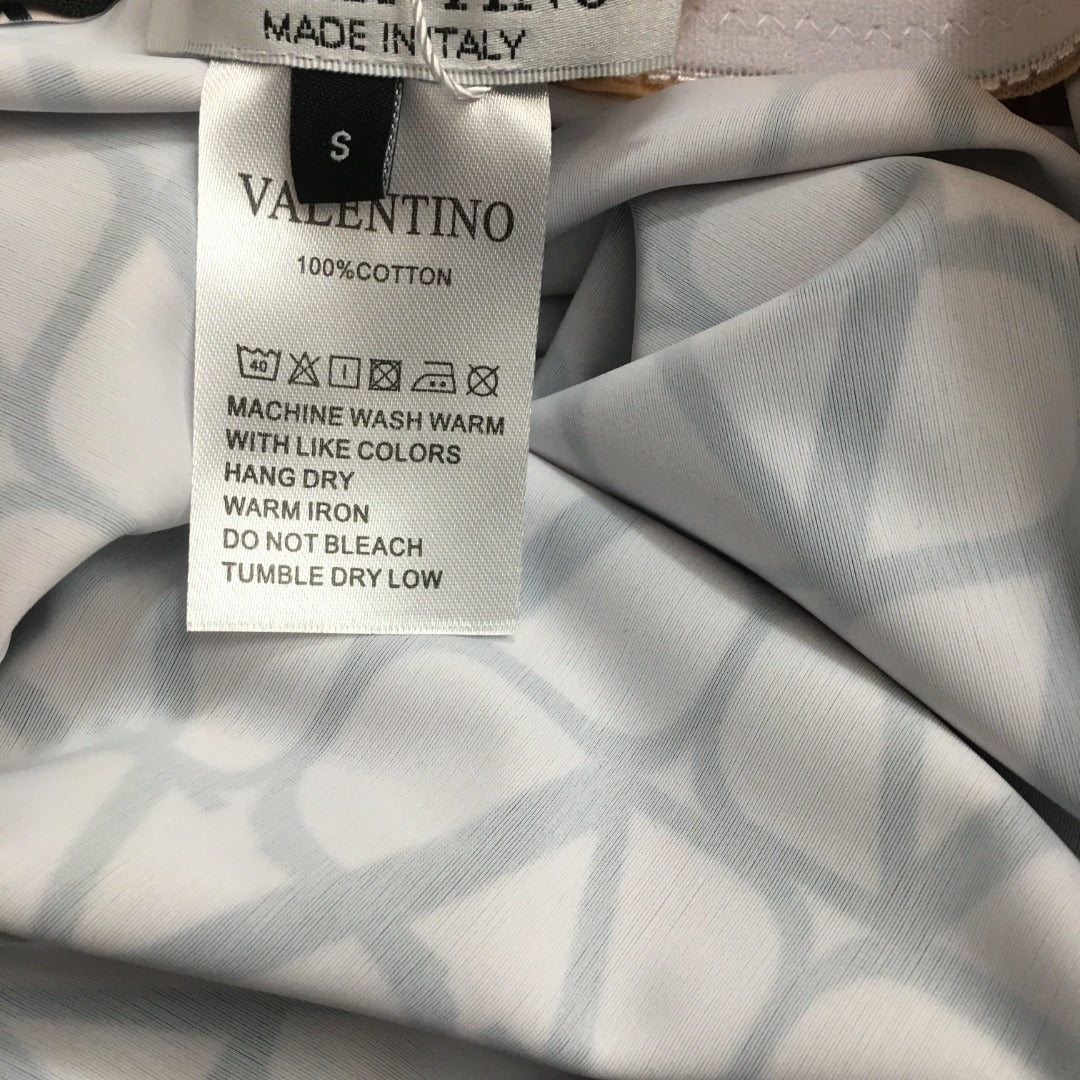 MADE IN ITALY
S
VALENTINO
100%COTTON
40
MACHINE WASH WARM
WITH LIKE COLORS
HANG DRY
WARM IRON
DO NOT BLEACH
TUMBLE DRY LOW